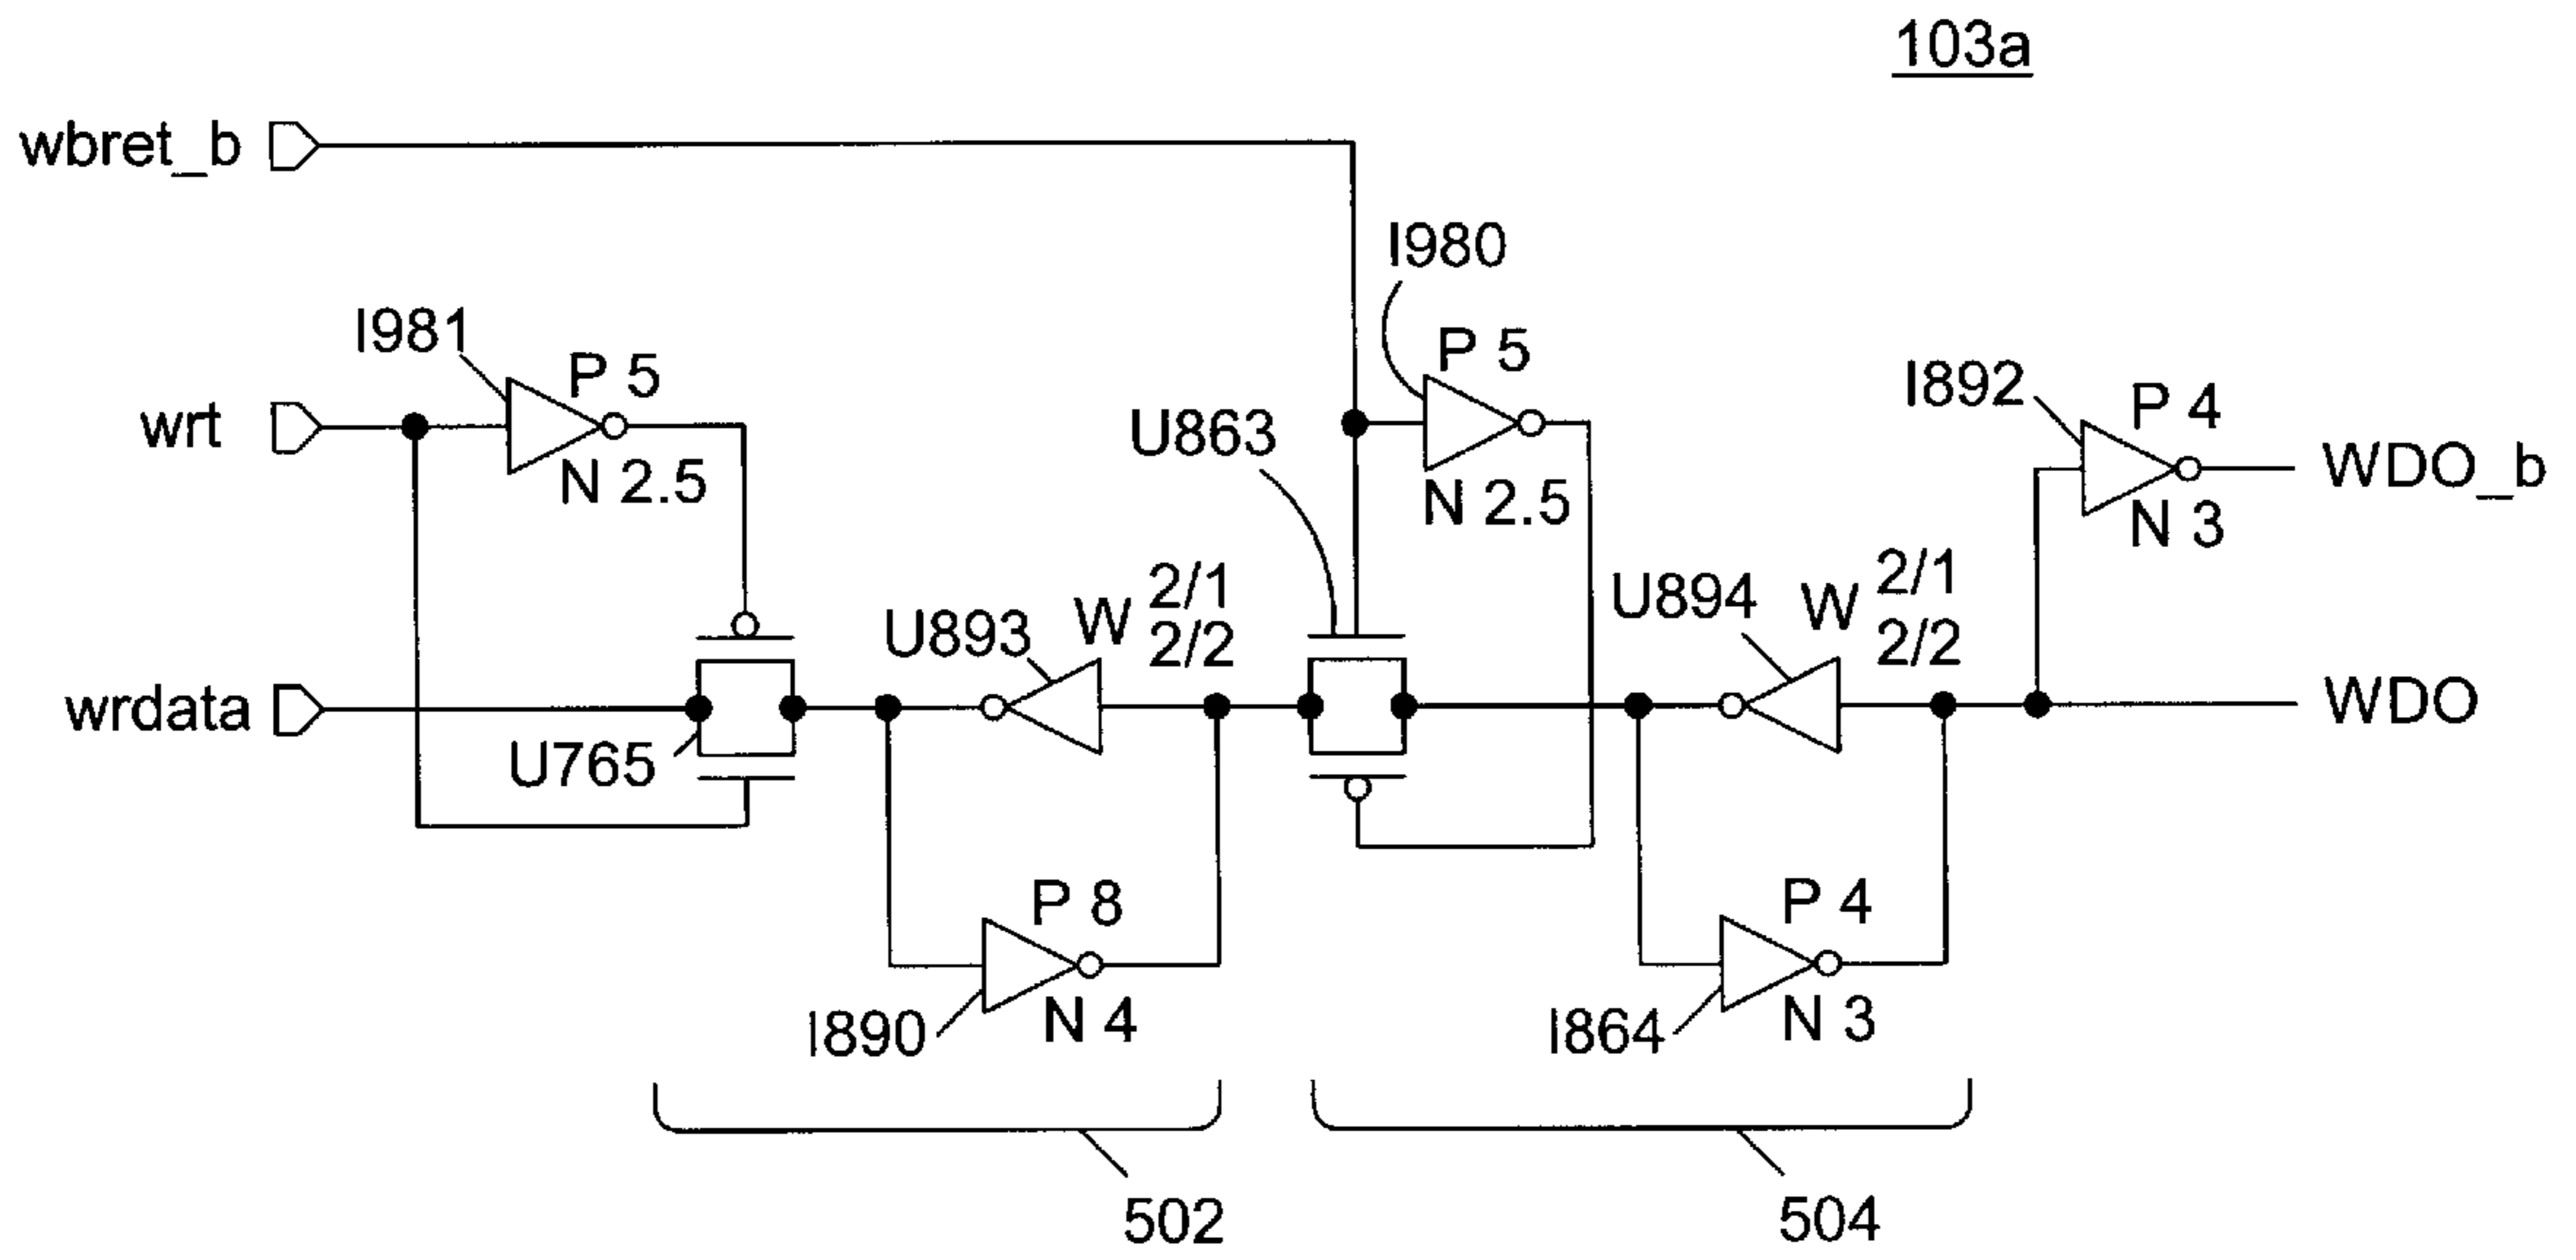 103a
wbret_b
I980
I981
P 5
P 5
I892
P 4
wrt
U863
WDO_b
N 2.5
N 2.5
N 3
U893
W 2/1
2/2
U894
W 2/1
2/2
wrdata
U765
WDO
P 8
P 4
I890
N 4
I864
N 3
502
504